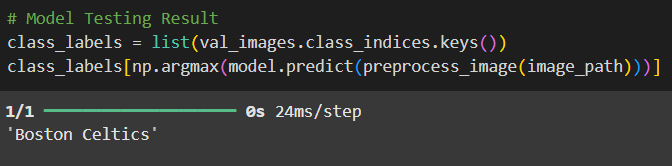 # Model Testing Result
class_labels = list(val_images.class_indices.keys())
class_labels[np.argmax(model.predict(preprocess_image(image_path)))]
1/1 ━━━━━━━━━━━━━━━━━━━━ 0s 24ms/step
'Boston Celtics'